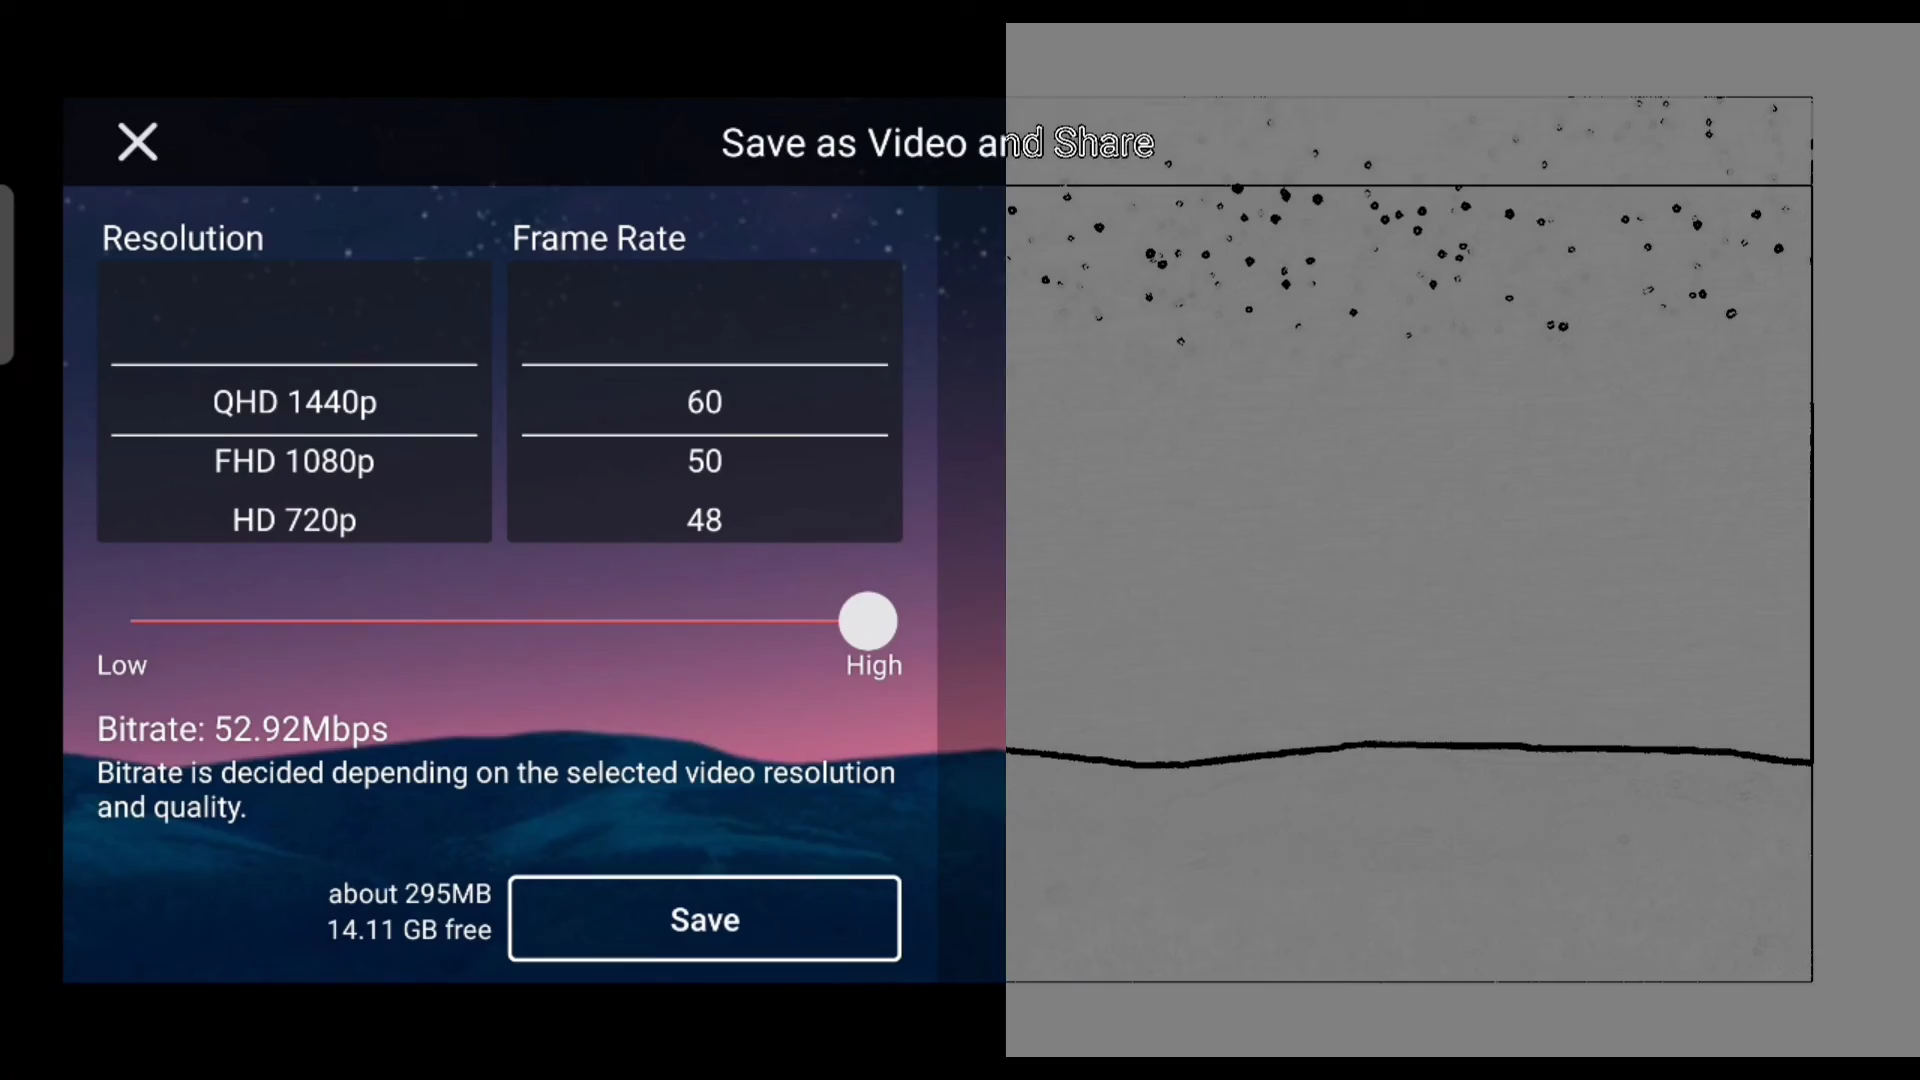 Save as Video and Share
Resolution
Frame Rate
QHD 1440p
60
FHD 1080p
50
HD 720p
48
Low
High
Bitrate: 52.92Mbps
Bitrate is decided depending on the selected video resolution
and quality.
about 295MB
14.11 GB free
Save